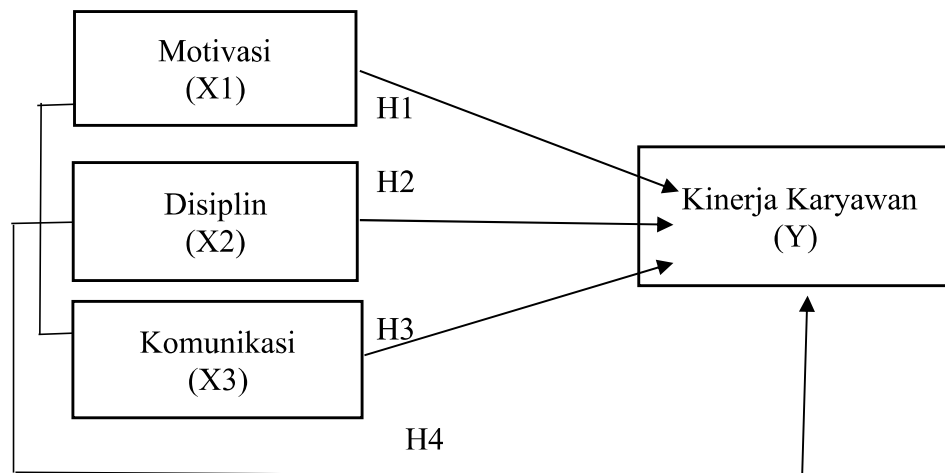 Motivasi
(X1)
H1
H2
Disiplin
(X2)
Kinerja Karyawan
(Y)
Komunikasi
(X3)
H3
H4